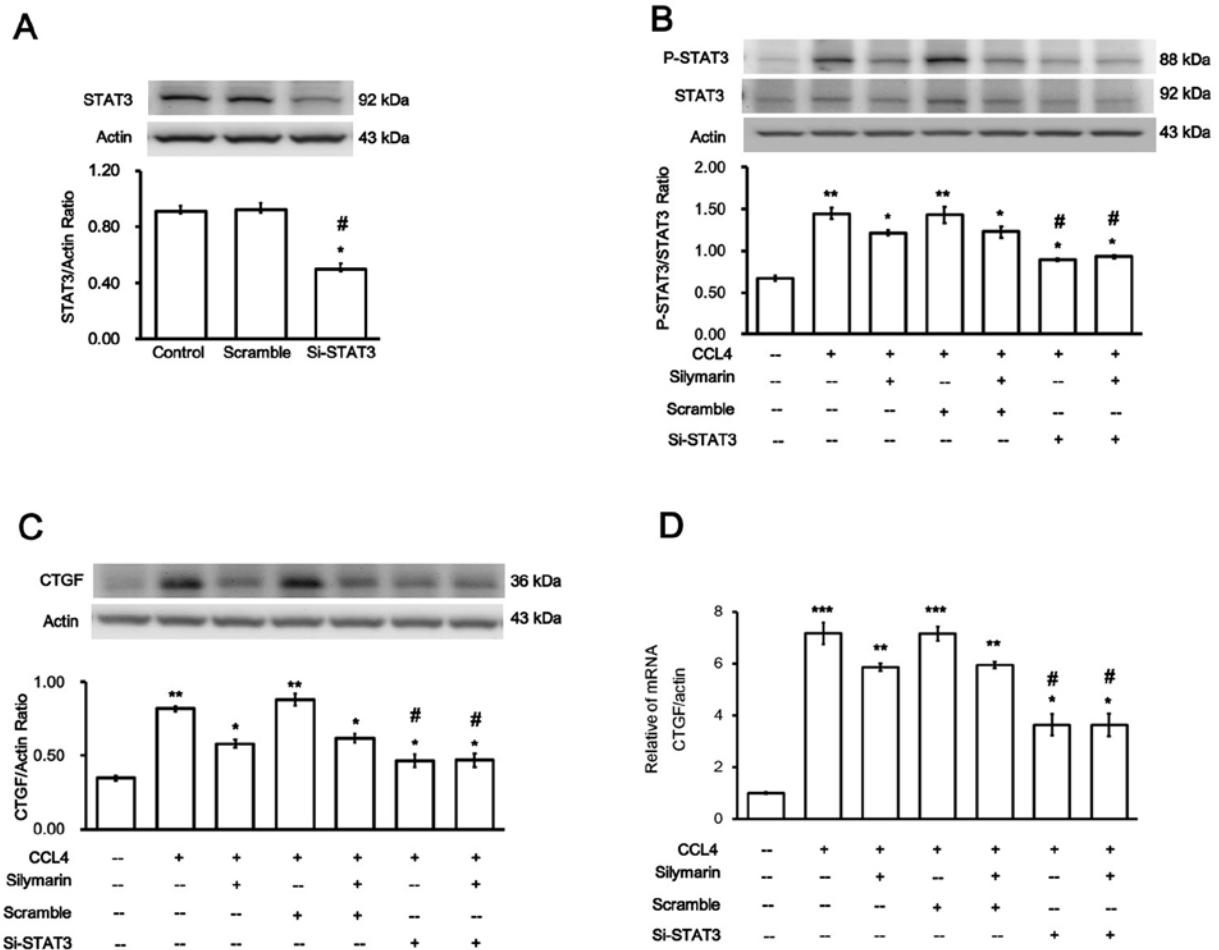 A
STAT3 92 kDa
Actin 43 kDa
STAT3/Actin Ratio
1.20
0.80
0.40
0.00
Control Scramble Si-STAT3
#
*
B
P-STAT3 88 kDa
STAT3 92 kDa
Actin 43 kDa
P-STAT3/STAT3 Ratio
2.00
1.50
1.00
0.50
0.00
** * ** * # #
* *
CCL4 -- + + + + + +
Silymarin -- -- + -- + -- +
Scramble -- -- -- + + -- --
Si-STAT3 -- -- -- -- -- + +
C
CTGF 36 kDa
Actin 43 kDa
CTGF/Actin Ratio
1.00
0.50
0.00
** * ** * # #
* *
CCL4 -- + + + + + +
Silymarin -- -- + -- + -- +
Scramble -- -- -- + + -- --
Si-STAT3 -- -- -- -- -- + +
D
Relative of mRNA
CTGF/actin
8
6
4
2
0
*** ** *** ** # #
* *
CCL4 -- + + + + + +
Silymarin -- -- + -- + -- +
Scramble -- -- -- + + -- --
Si-STAT3 -- -- -- -- -- + +